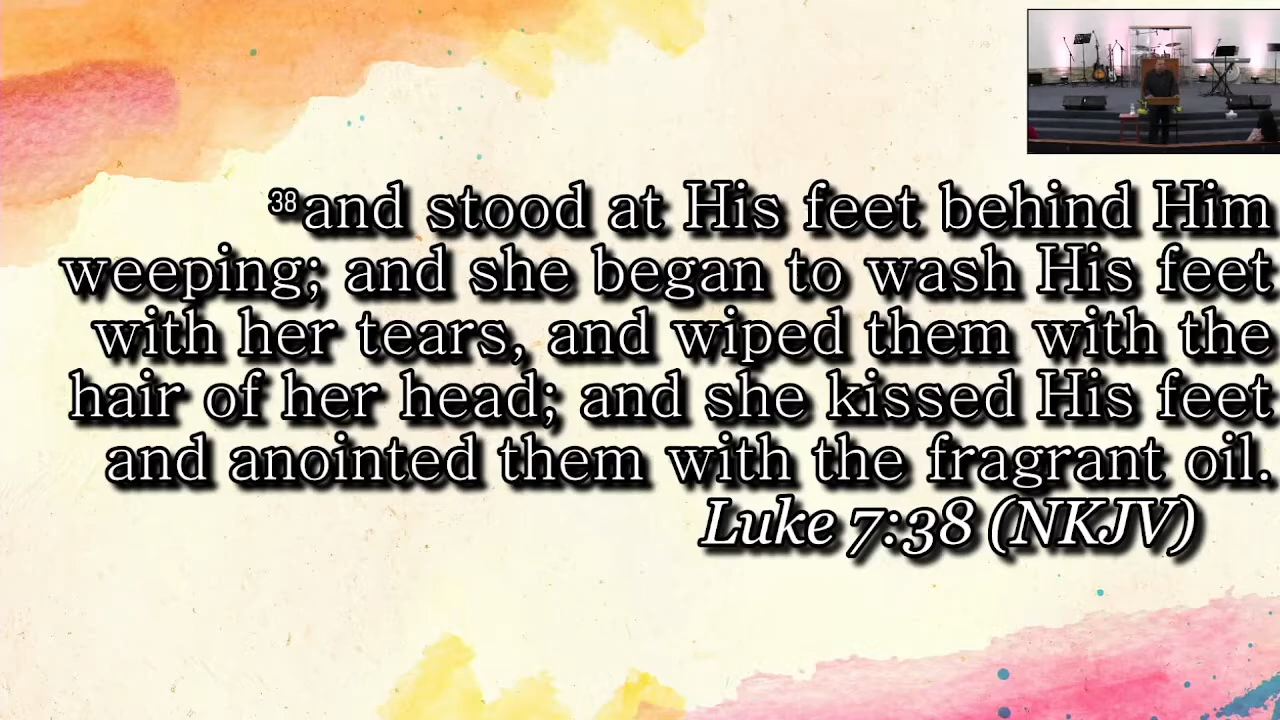 38and stood at His feet behind Him
weeping; and she began to wash His feet
with her tears, and wiped them with the
hair of her head; and she kissed His feet
and anointed them with the fragrant oil.
Luke 7:38 (NKJV)